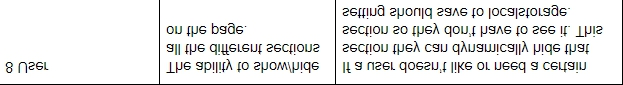 8 User
The ability to show/hide
all the different sections
on the page.
If a user doesn't like or need a certain
section they can dynamically hide that
section so they don't have to see it. This
setting should save to localstorage.